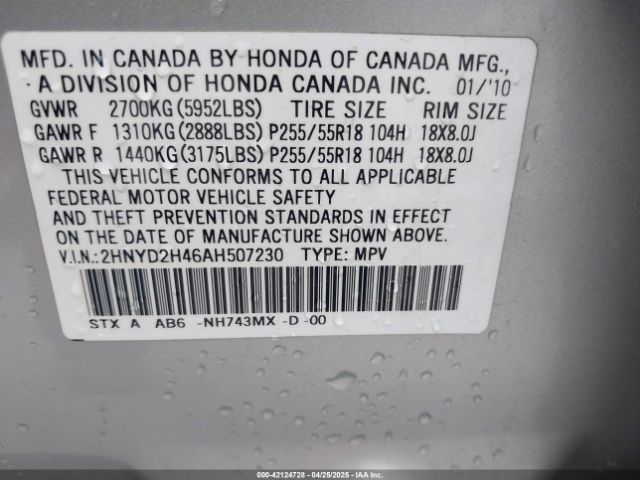 MFD. IN CANADA BY HONDA OF CANADA MFG.,
A DIVISION OF HONDA CANADA INC. 01/'10
GVWR 2700KG (5952LBS) TIRE SIZE RIM SIZE
GAWR F 1310KG (2888LBS) P255/55R18 104H 18X8.0J
GAWR R 1440KG (3175LBS) P255/55R18 104H 18X8.0J
THIS VEHICLE CONFORMS TO ALL APPLICABLE
FEDERAL MOTOR VEHICLE SAFETY
AND THEFT PREVENTION STANDARDS IN EFFECT
ON THE DATE OF MANUFACTURE SHOWN ABOVE.
V.I.N.: 2HNYD2H46AH507230 TYPE: MPV
STX A AB6 -NH743MX -D -00
000-42124728 - 04/25/2025 - IAAI.com